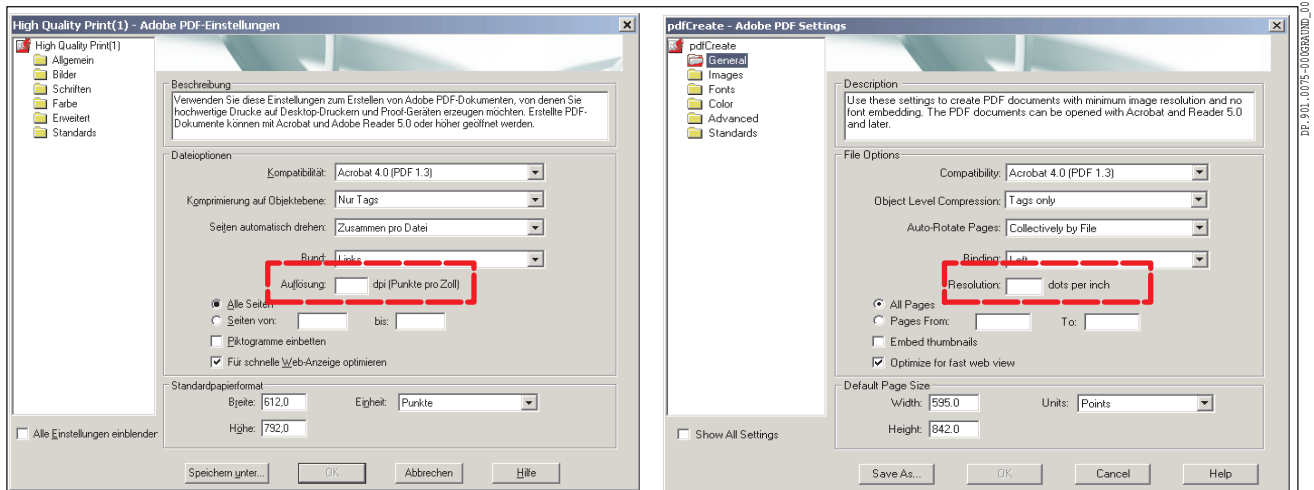 High Quality Print(1) - Adobe PDF-Einstellungen
High Quality Print(1)
Allgemein
Bilder
Schriften
Farbe
Erweitert
Standards
Beschreibung
Verwenden Sie diese Einstellungen zum Erstellen von Adobe PDF-Dokumenten, von denen Sie
hochwertige Drucke auf Desktop-Druckern und Proof-Geräten erzeugen möchten. Erstellte PDF-
Dokumente können mit Acrobat und Adobe Reader 5.0 oder höher geöffnet werden.
Dateioptionen
Kompatibilität: Acrobat 4.0 (PDF 1.3)
Komprimierung auf Objektebene: Nur Tags
Seiten automatisch drehen: Zusammen pro Datei
Bund: Links
Auflösung: dpi (Punkte pro Zoll)
Alle Seiten
Seiten von: bis:
Piktogramme einbetten
Für schnelle Web-Anzeige optimieren
Standardpapierformat
Breite: 612,0 Einheit: Punkte
Höhe: 792,0
Alle Einstellungen einblenden
Speichern unter... OK Abbrechen Hilfe
pdfCreate - Adobe PDF Settings
pdfCreate
General
Images
Fonts
Color
Advanced
Standards
Description
Use these settings to create PDF documents with minimum image resolution and no
font embedding. The PDF documents can be opened with Acrobat and Reader 5.0
and later.
File Options
Compatibility: Acrobat 4.0 (PDF 1.3)
Object Level Compression: Tags only
Auto-Rotate Pages: Collectively by File
Binding: Left
Resolution: dots per inch
All Pages
Pages From: To:
Embed thumbnails
Optimize for fast web view
Default Page Size
Width: 595.0 Units: Points
Height: 842.0
Show All Settings
Save As... OK Cancel Help